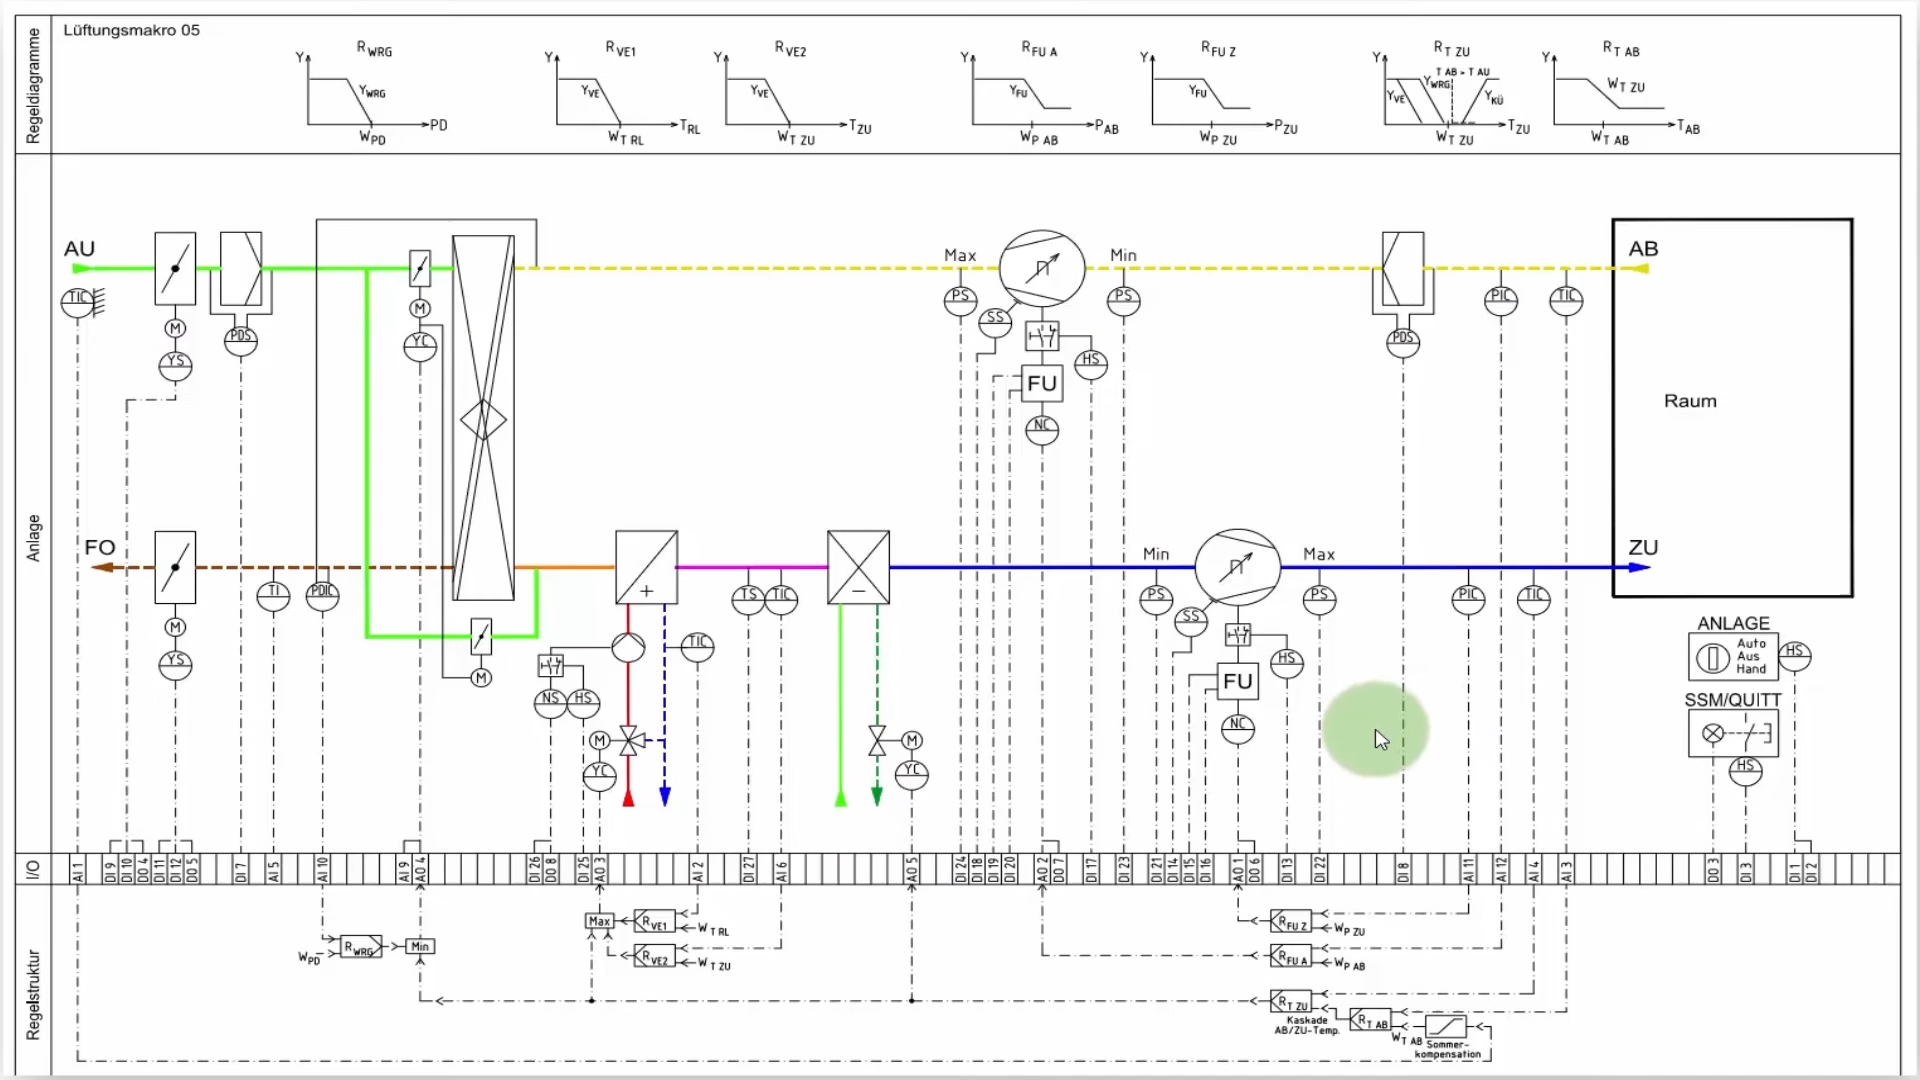 Lüftungsmakro 05
Regeldiagramme
R WRG
Y
Y WRG
PD
W PD
R VE1
Y
Y VE
T RL
W T RL
R VE2
Y
Y VE
T ZU
W T ZU
R FU A
Y
Y FU
P AB
W P AB
R FU Z
Y
Y FU
P ZU
W P ZU
R T ZU
Y
T AB > T AU
Y VE
Y WRG
Y KÜ
T ZU
W T ZU
R T AB
Y
W T ZU
T AB
W T AB
Anlage
AU
TIC
M
YS
PDS
M
YC
Max
PS
SS
HS
FU
NC
Min
PS
PDS
PIC
TIC
AB
Raum
FO
M
YS
TI
PDIC
M
+
NS
HS
M
YC
TIC
TS
TIC
−
M
YC
Min
PS
SS
HS
FU
NC
Max
PS
PIC
TIC
ZU
ANLAGE
Auto
Aus
Hand
HS
SSM/QUITT
HS
I/O
AI 1
DI 9
DI 10
DO 4
DI 11
DI 12
DO 5
DI 7
AI 5
AI 10
AI 9
AO 4
DI 26
DO 8
DI 25
AO 3
AI 2
DI 27
AI 6
AO 5
DI 24
DI 18
DI 19
DI 20
AO 2
DO 7
DI 17
DI 23
DI 21
DI 14
DI 15
DI 16
AO 1
DO 6
DI 13
DI 22
DI 8
AI 11
AI 12
AI 4
AI 3
DO 3
DI 3
DI 1
DI 2
Regelstruktur
W PD
R WRG
Min
Max
R VE1
W T RL
R VE2
W T ZU
R FU Z
W P ZU
R FU A
W P AB
R T ZU
Kaskade
AB/ZU-Temp.
R T AB
W T AB
Sommer-
kompensation